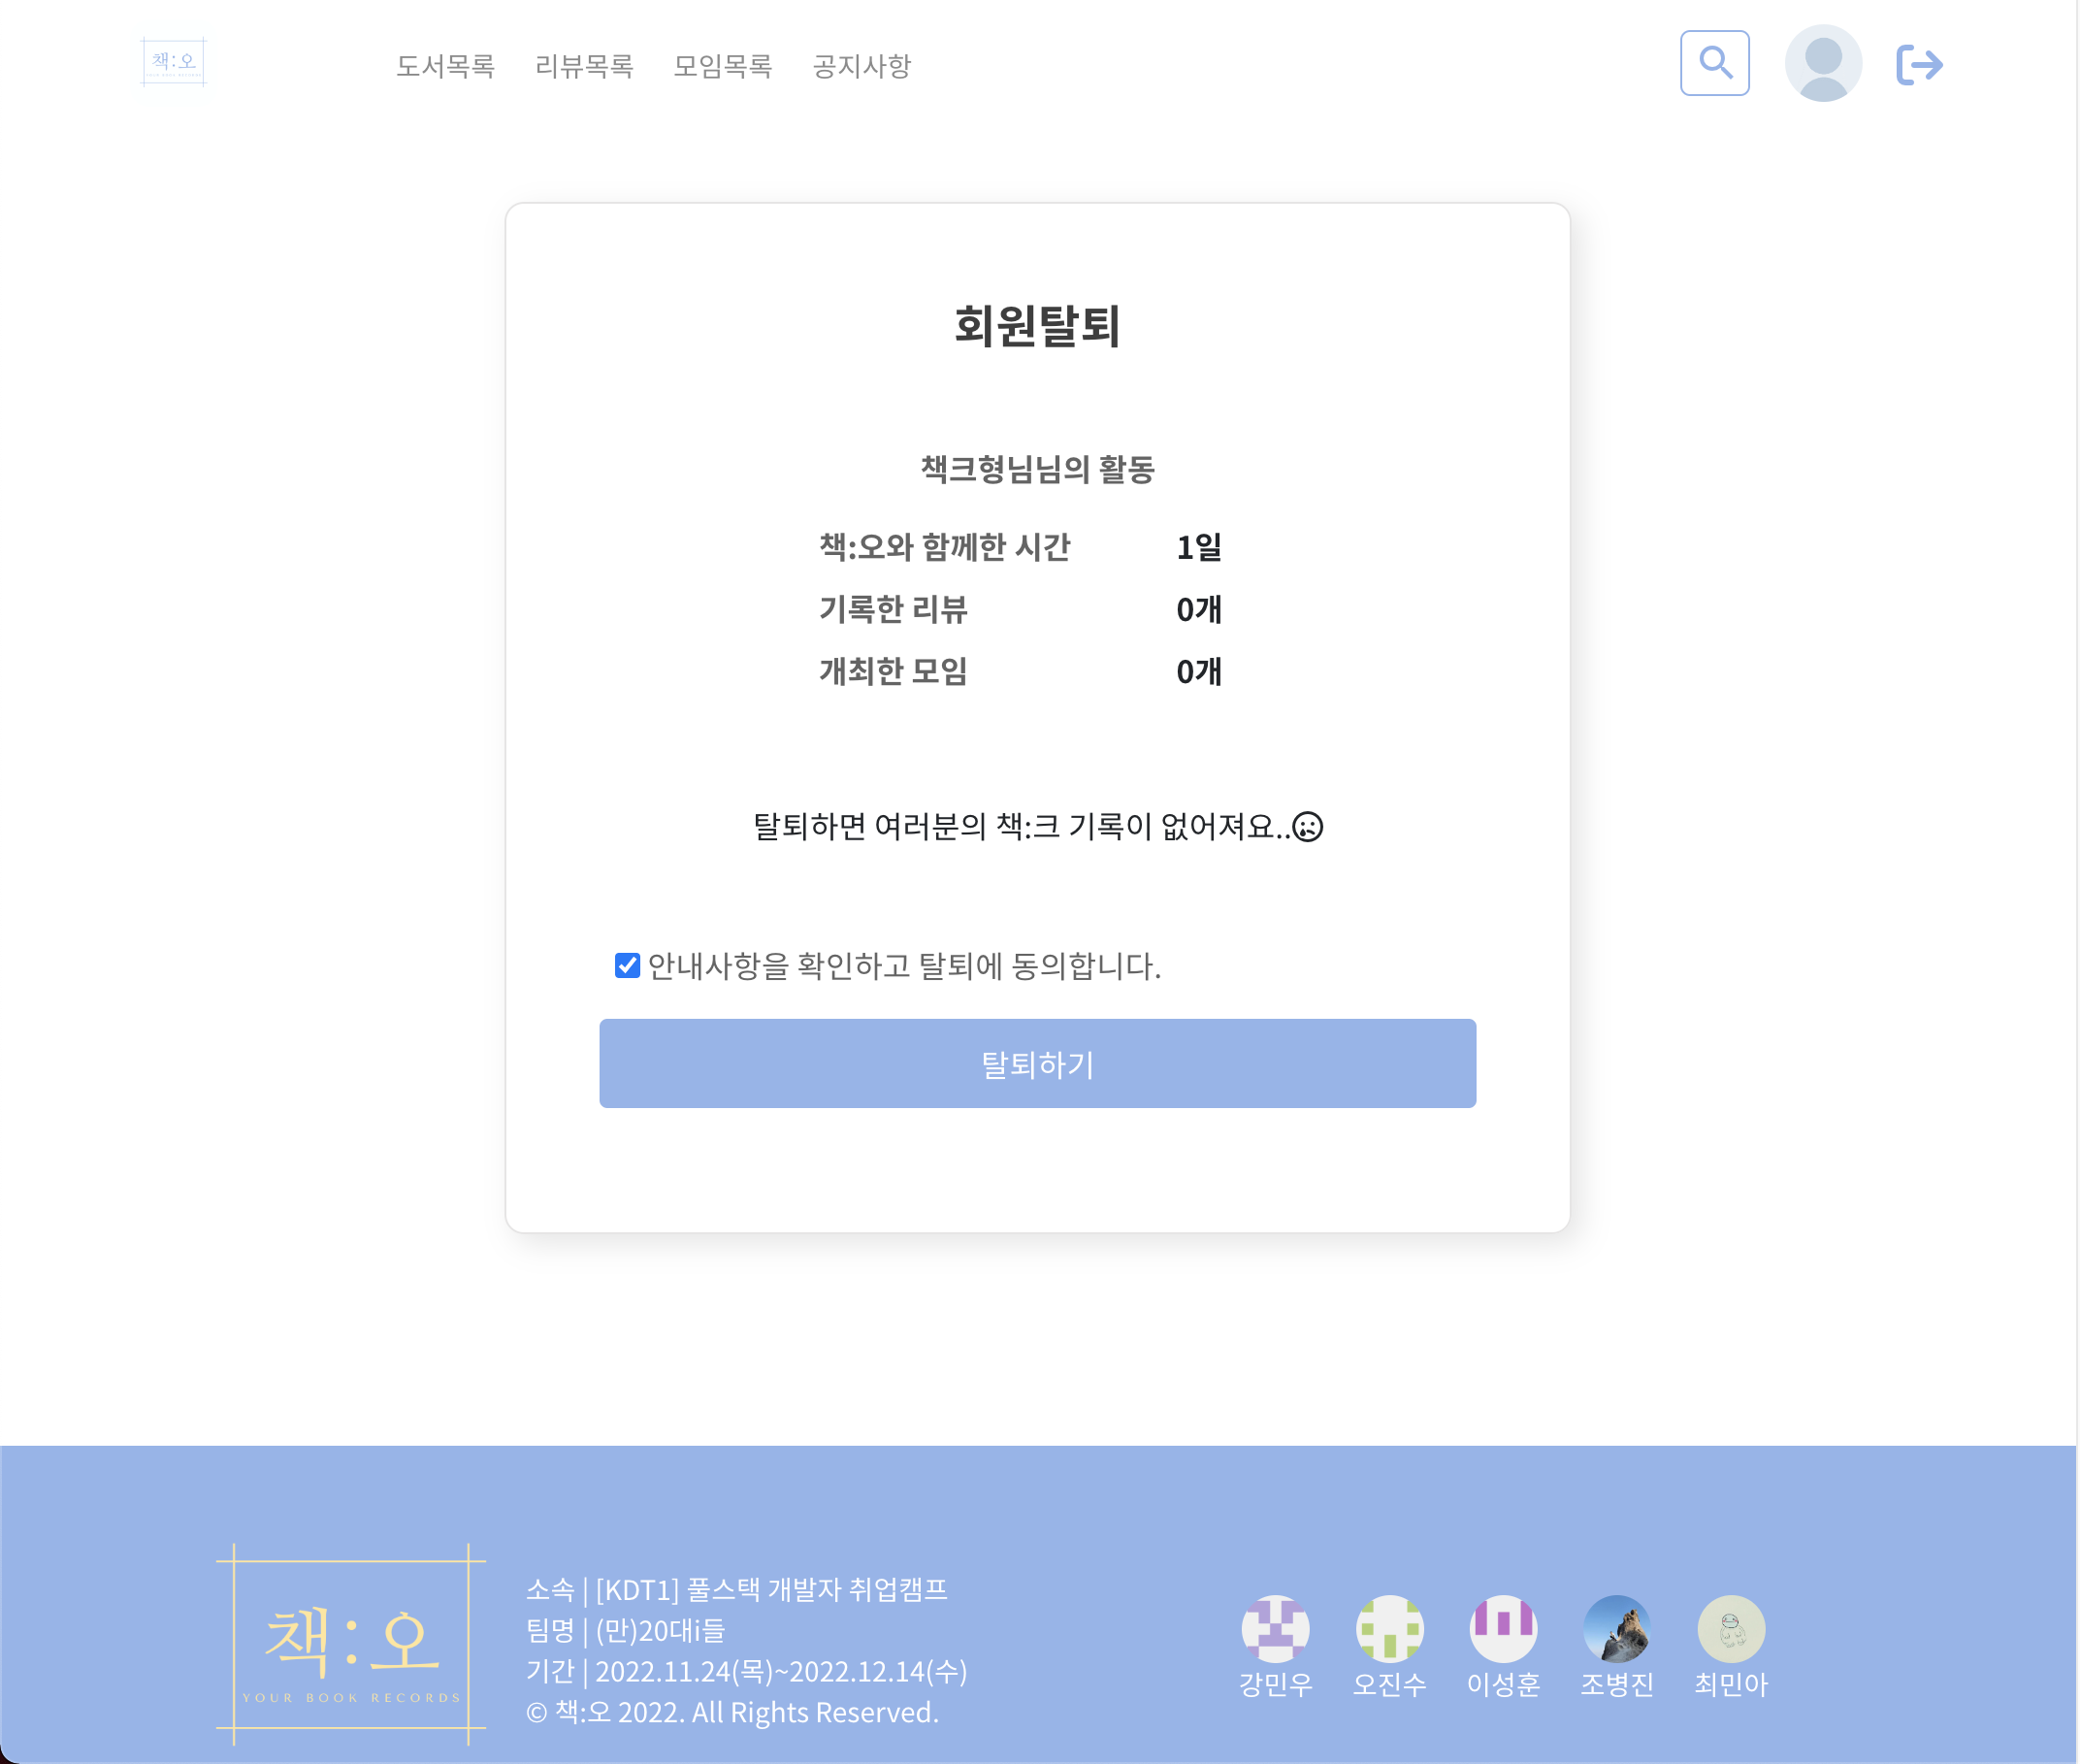 책:오
도서목록 리뷰목록 모임목록 공지사항
회원탈퇴
책크형님님의 활동
책:오와 함께한 시간 1일
기록한 리뷰 0개
개최한 모임 0개
탈퇴하면 여러분의 책:크 기록이 없어져요..
안내사항을 확인하고 탈퇴에 동의합니다.
탈퇴하기
책:오
YOUR BOOK RECORDS
소속 | [KDT1] 풀스택 개발자 취업캠프
팀명 | (만)20대i들
기간 | 2022.11.24(목)~2022.12.14(수)
© 책:오 2022. All Rights Reserved.
강민우 오진수 이성훈 조병진 최민아